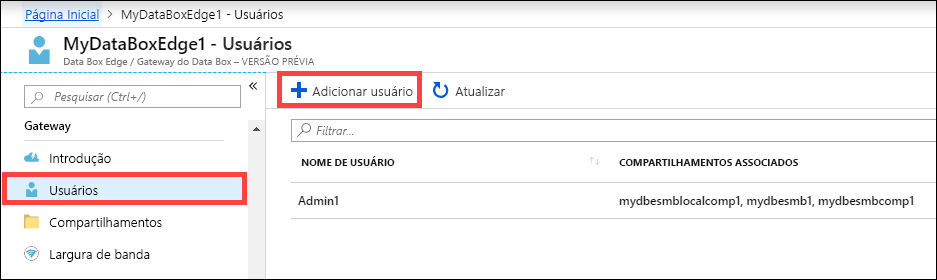 Página Inicial > MyDataBoxEdge1 - Usuários
MyDataBoxEdge1 - Usuários
Data Box Edge / Gateway do Data Box – VERSÃO PRÉVIA
Pesquisar (Ctrl+/)
Gateway
Introdução
Usuários
Compartilhamentos
Largura de banda
Adicionar usuário Atualizar
Filtrar...
NOME DE USUÁRIO COMPARTILHAMENTOS ASSOCIADOS
Admin1 mydbesmblocalcomp1, mydbesmb1, mydbesmbcomp1